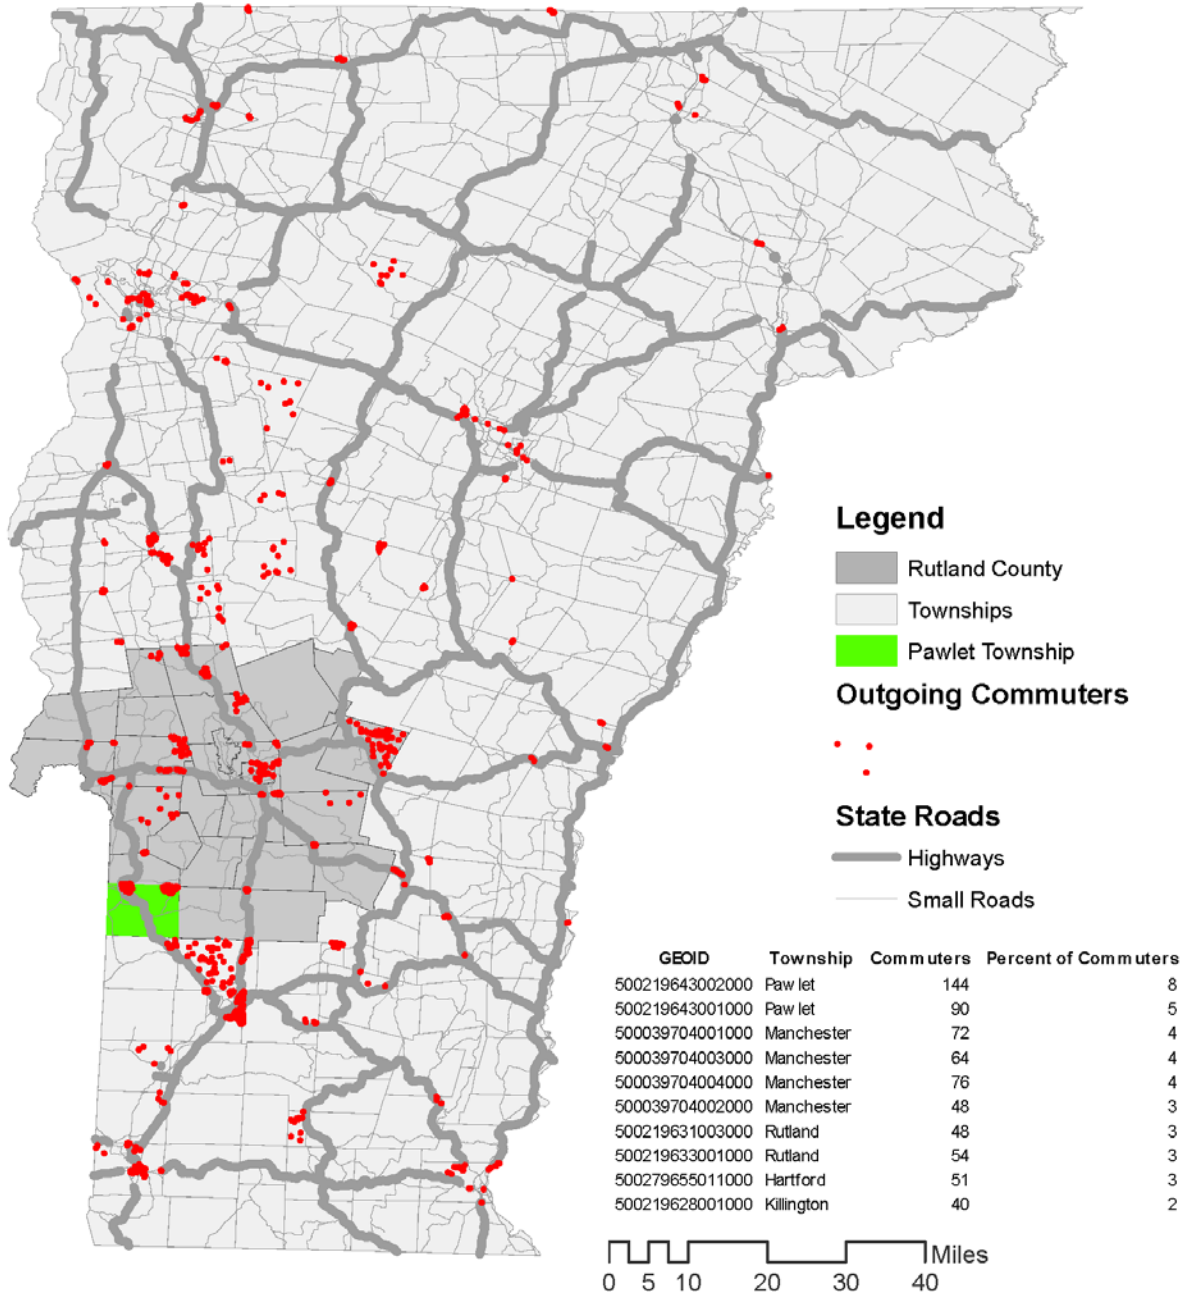 Legend
Rutland County
Townships
Pawlet Township
Outgoing Commuters
State Roads
Highways
Small Roads
GEOID Township Commuters Percent of Commuters
500219643002000 Pawlet 144 8
500219643001000 Pawlet 90 5
500039704001000 Manchester 72 4
500039704003000 Manchester 64 4
500039704004000 Manchester 76 4
500039704002000 Manchester 48 3
500219631003000 Rutland 48 3
500219633001000 Rutland 54 3
500279655011000 Hartford 51 3
500219628001000 Killington 40 2
Miles
0 5 10 20 30 40